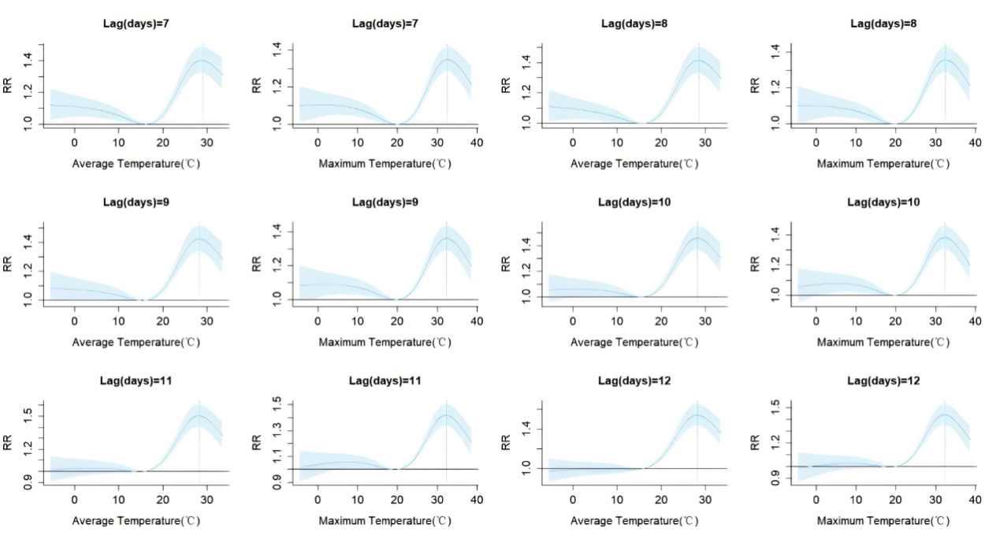 Lag(days)=7
RR
1.0 1.2 1.4
0 10 20 30
Average Temperature(℃)
Lag(days)=7
RR
1.0 1.2 1.4
0 10 20 30 40
Maximum Temperature(℃)
Lag(days)=8
RR
1.0 1.2 1.4
0 10 20 30
Average Temperature(℃)
Lag(days)=8
RR
1.0 1.2 1.4
0 10 20 30 40
Maximum Temperature(℃)
Lag(days)=9
RR
1.0 1.2 1.4
0 10 20 30
Average Temperature(℃)
Lag(days)=9
RR
1.0 1.2 1.4
0 10 20 30 40
Maximum Temperature(℃)
Lag(days)=10
RR
1.0 1.2 1.4
0 10 20 30
Average Temperature(℃)
Lag(days)=10
RR
1.0 1.2 1.4
0 10 20 30 40
Maximum Temperature(℃)
Lag(days)=11
RR
0.9 1.2 1.5
0 10 20 30
Average Temperature(℃)
Lag(days)=11
RR
0.9 1.1 1.3 1.5
0 10 20 30 40
Maximum Temperature(℃)
Lag(days)=12
RR
1.0 1.4
0 10 20 30
Average Temperature(℃)
Lag(days)=12
RR
0.9 1.2 1.5
0 10 20 30 40
Maximum Temperature(℃)